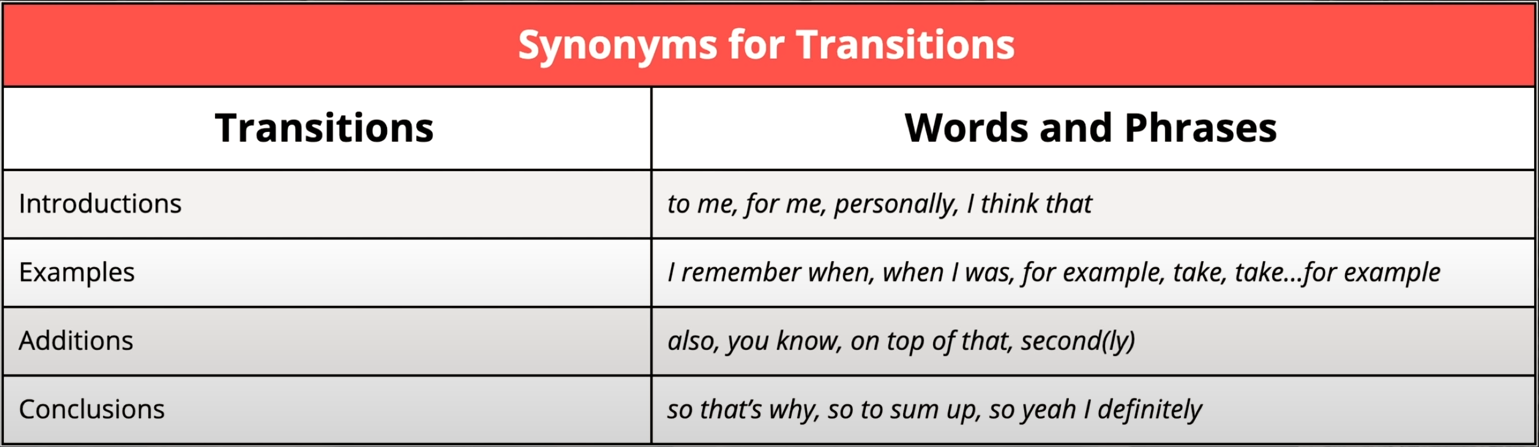 Synonyms for Transitions
Transitions
Words and Phrases
Introductions
to me, for me, personally, I think that
Examples
I remember when, when I was, for example, take, take...for example
Additions
also, you know, on top of that, second(ly)
Conclusions
so that's why, so to sum up, so yeah I definitely